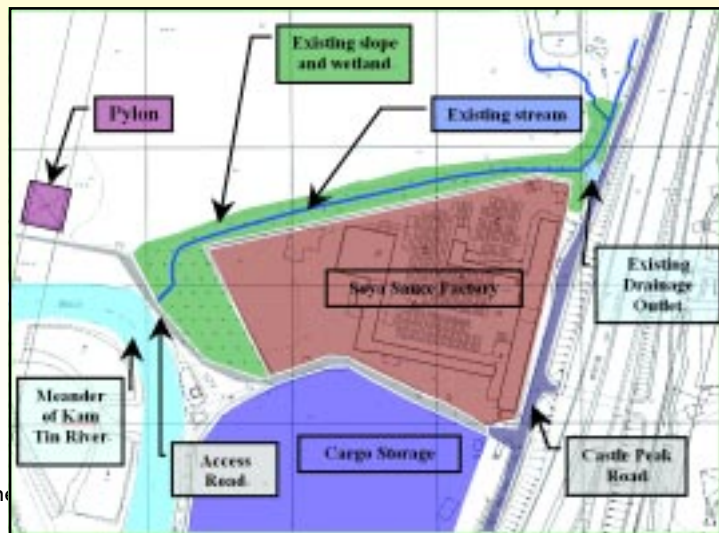 Existing slope
and wetland
Pylon
Existing stream
Soya Sauce Factory
Existing
Drainage
Outlet
Meander
of Kam
Tin River
Access
Road
Cargo Storage
Castle Peak
Road